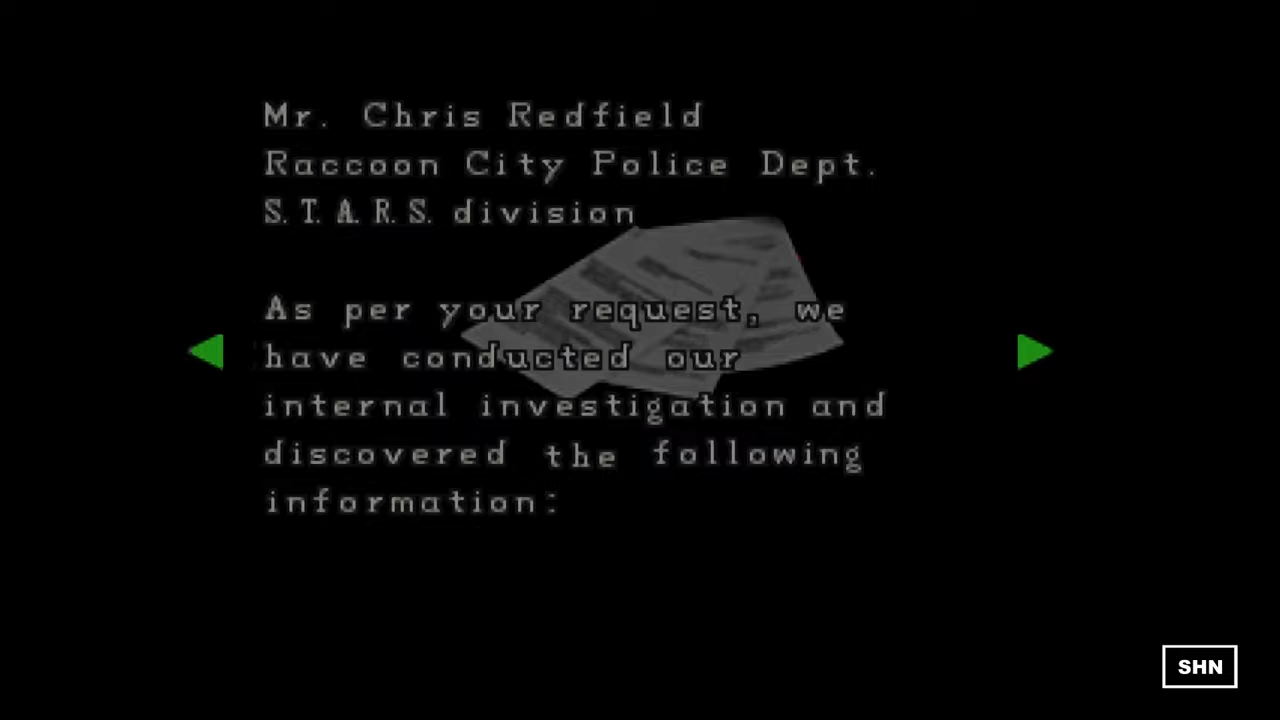 Mr. Chris Redfield
Raccoon City Police Dept.
S.T.A.R.S. division
As per your request, we
have conducted our
internal investigation and
discovered the following
information:
SHN